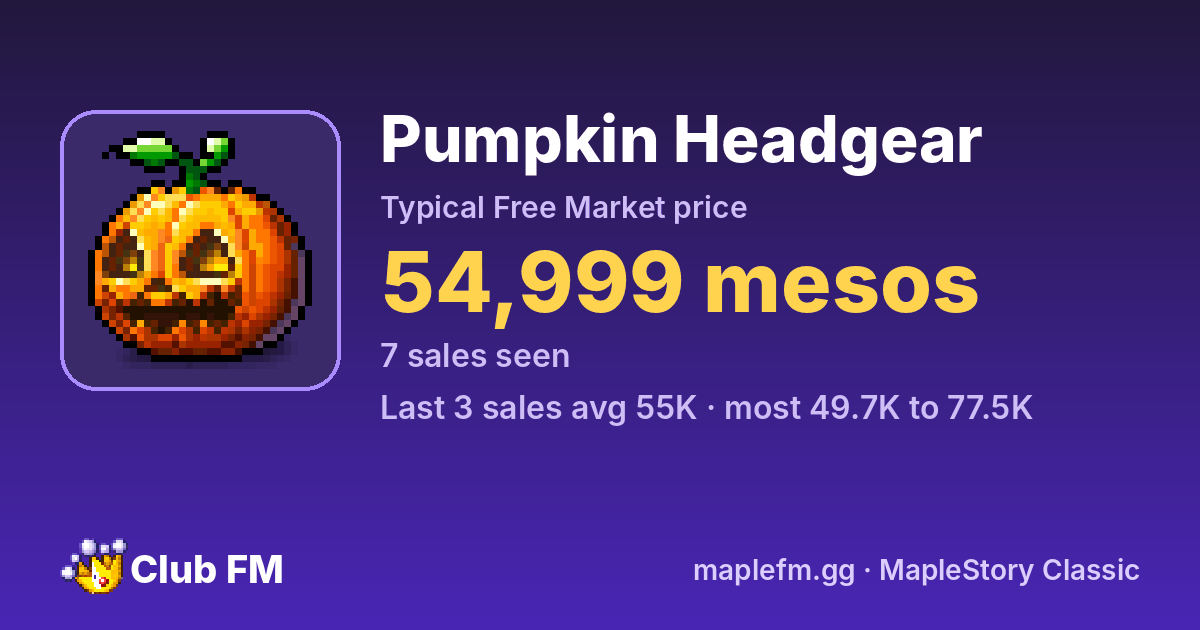 Pumpkin Headgear
Typical Free Market price
54,999 mesos
7 sales seen
Last 3 sales avg 55K · most 49.7K to 77.5K
Club FM
maplefm.gg · MapleStory Classic